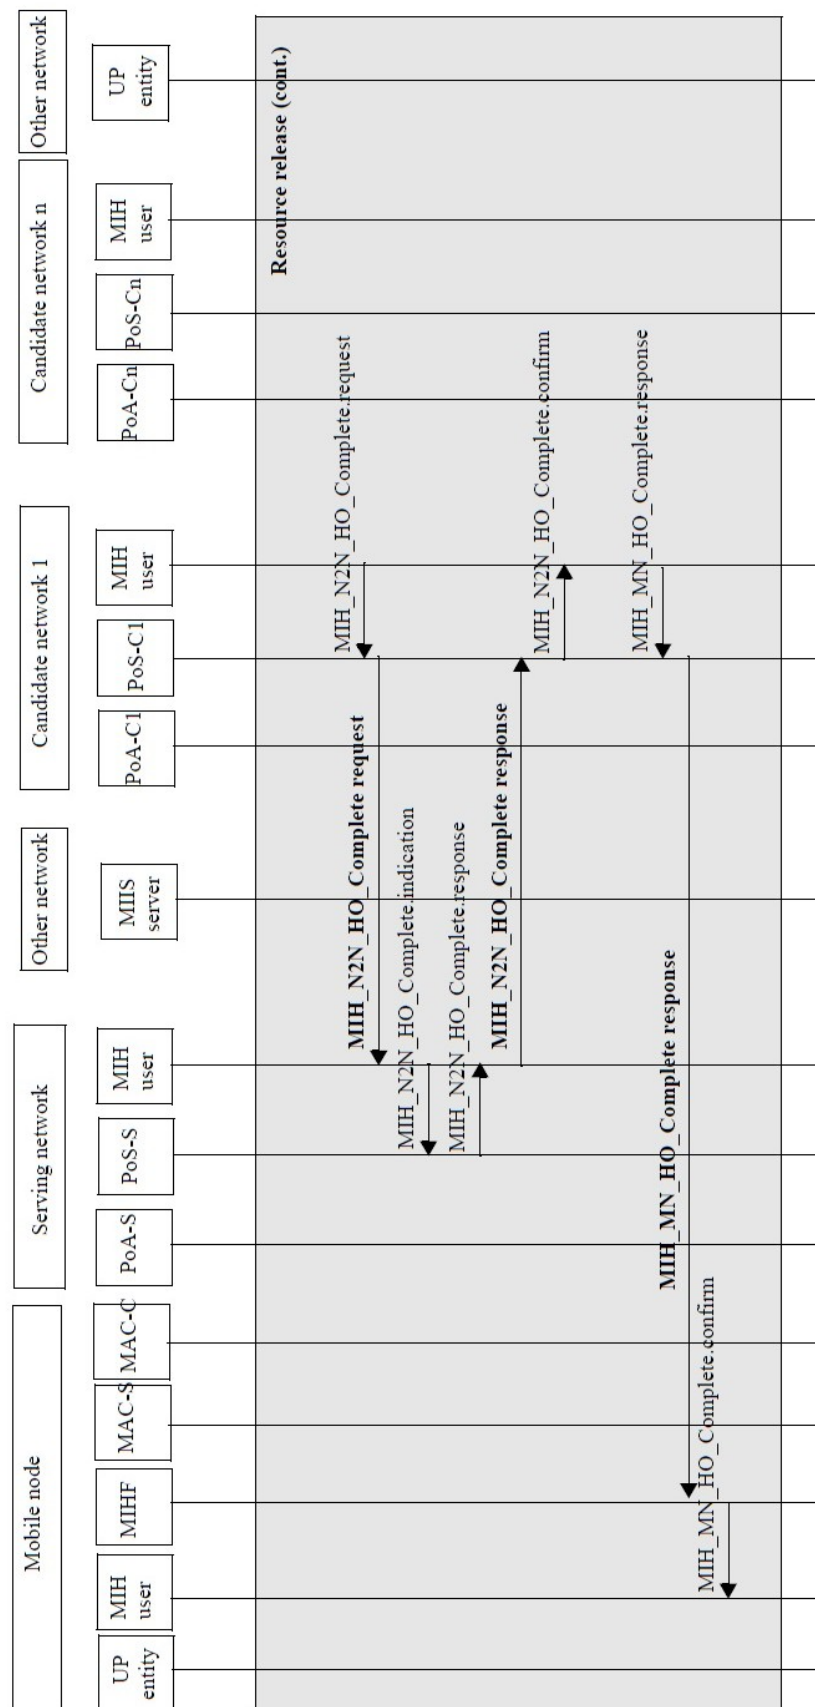 Mobile node
Serving network
Other network
Candidate network 1
Candidate network n
Other network
UP
entity
MIH
user
MIHF
MAC-S
MAC-C
PoA-S
PoS-S
MIH
user
MIIS
server
PoA-C1
PoS-C1
MIH
user
PoA-Cn
PoS-Cn
MIH
user
UP
entity
Resource release (cont.)
MIH_N2N_HO_Complete.request
MIH_N2N_HO_Complete request
MIH_N2N_HO_Complete.indication
MIH_N2N_HO_Complete.response
MIH_N2N_HO_Complete response
MIH_N2N_HO_Complete.confirm
MIH_MN_HO_Complete.response
MIH_MN_HO_Complete response
MIH_MN_HO_Complete.confirm